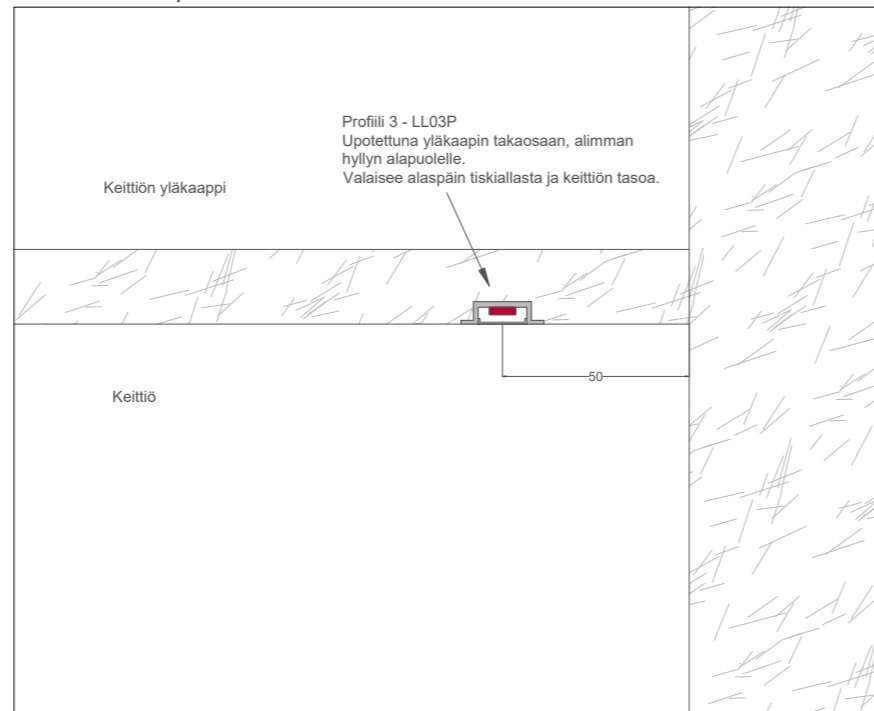 Profiili 3 - LL03P
Upotettuna yläkaapin takaosaan, alimman
hyllyn alapuolelle.
Valaisee alaspäin tiskiallasta ja keittiön tasoa.
Keittiön yläkaappi
50
Keittiö